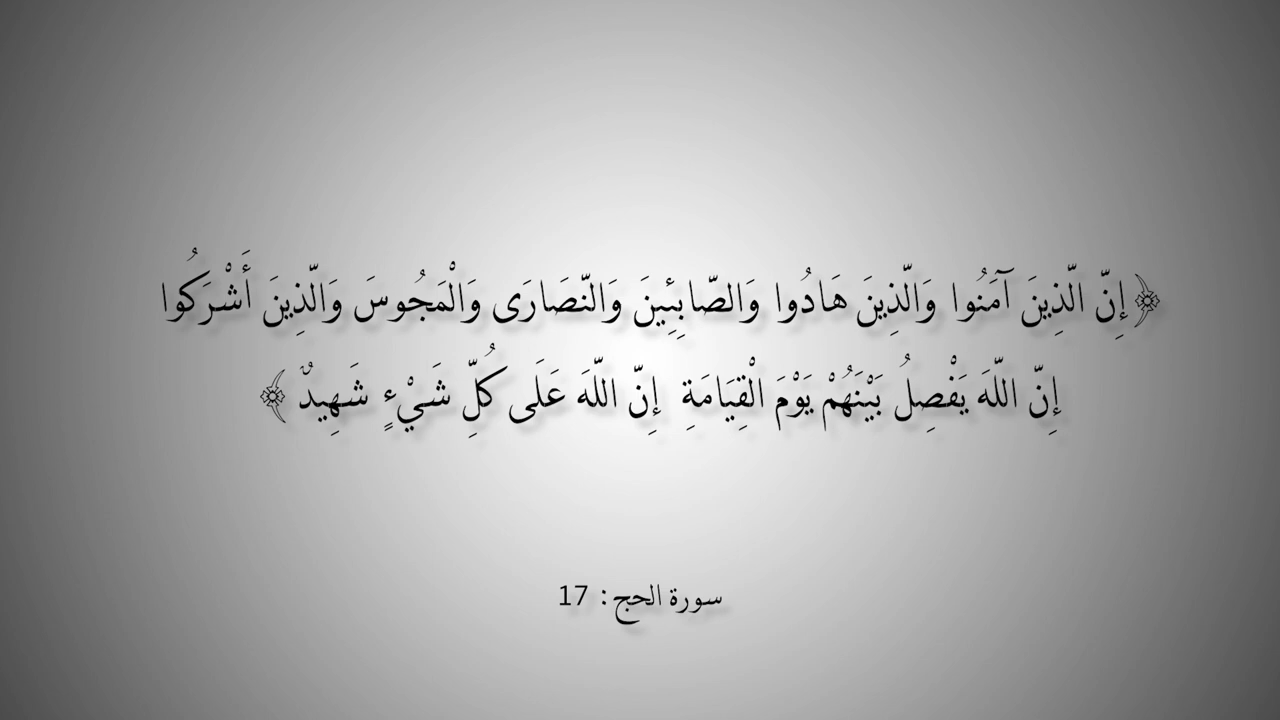 ﴿إِنَّ الَّذِينَ آمَنُوا وَالَّذِينَ هَادُوا وَالصَّابِئِينَ وَالنَّصَارَى وَالْمَجُوسَ وَالَّذِينَ أَشْرَكُوا
إِنَّ اللَّهَ يَفْصِلُ بَيْنَهُمْ يَوْمَ الْقِيَامَةِ إِنَّ اللَّهَ عَلَى كُلِّ شَيْءٍ شَهِيدٌ ﴾
سورة الحج : 17